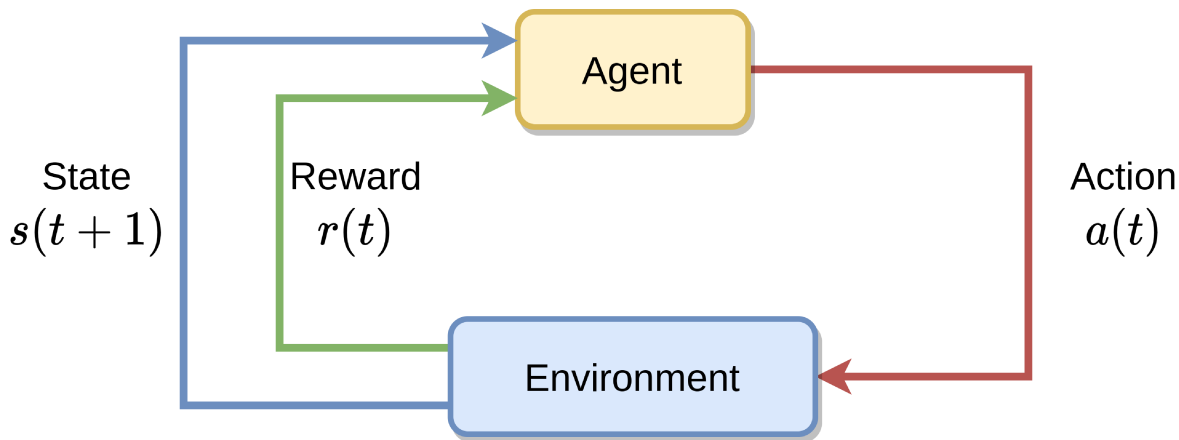 Agent
State
s(t + 1)
Reward
r(t)
Action
a(t)
Environment